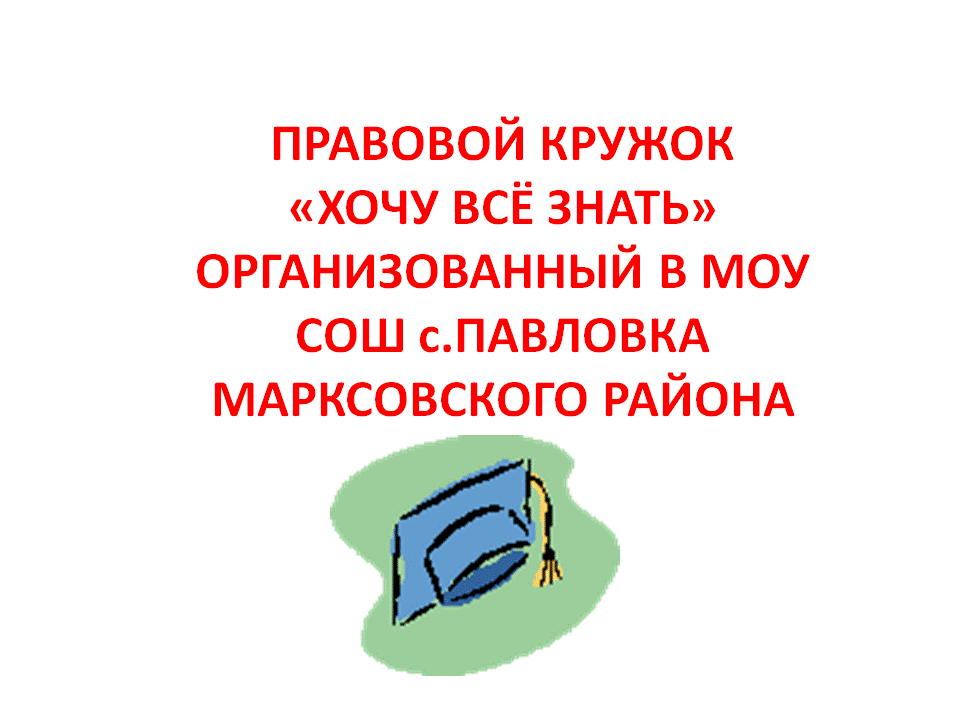 ПРАВОВОЙ КРУЖОК
«ХОЧУ ВСЁ ЗНАТЬ»
ОРГАНИЗОВАННЫЙ В МОУ
СОШ с.ПАВЛОВКА
МАРКСОВСКОГО РАЙОНА